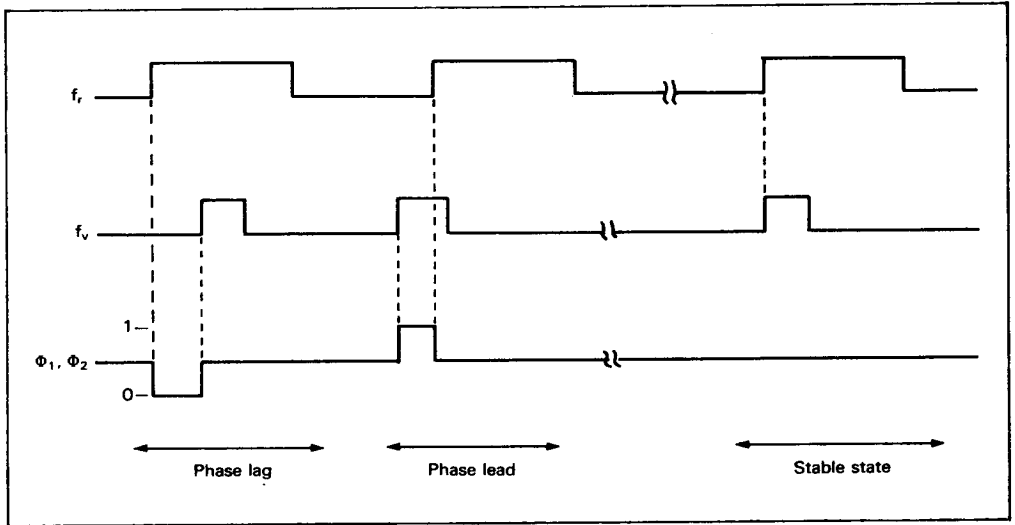 fr
fv
1
Φ1, Φ2
0
Phase lag
Phase lead
Stable state